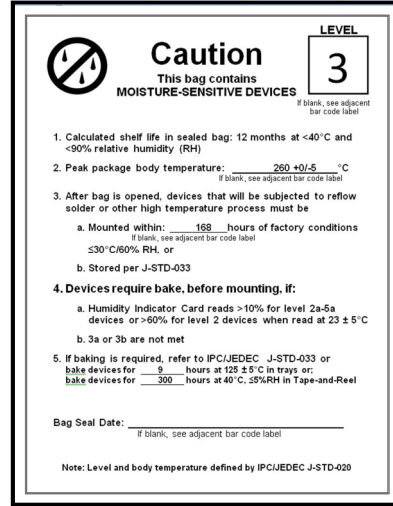 LEVEL
3
If blank, see adjacent
bar code label
Caution
This bag contains
MOISTURE-SENSITIVE DEVICES
1. Calculated shelf life in sealed bag: 12 months at <40°C and
<90% relative humidity (RH)
2. Peak package body temperature: 260 +0/-5 °C
If blank, see adjacent bar code label
3. After bag is opened, devices that will be subjected to reflow
solder or other high temperature process must be
a. Mounted within: 168 hours of factory conditions
If blank, see adjacent bar code label
≤30°C/60% RH, or
b. Stored per J-STD-033
4. Devices require bake, before mounting, if:
a. Humidity Indicator Card reads >10% for level 2a-5a
devices or >60% for level 2 devices when read at 23 ± 5°C
b. 3a or 3b are not met
5. If baking is required, refer to IPC/JEDEC J-STD-033 or
bake devices for 9 hours at 125 ± 5°C in trays or;
bake devices for 300 hours at 40°C, ≤5%RH in Tape-and-Reel
Bag Seal Date:
If blank, see adjacent bar code label
Note: Level and body temperature defined by IPC/JEDEC J-STD-020